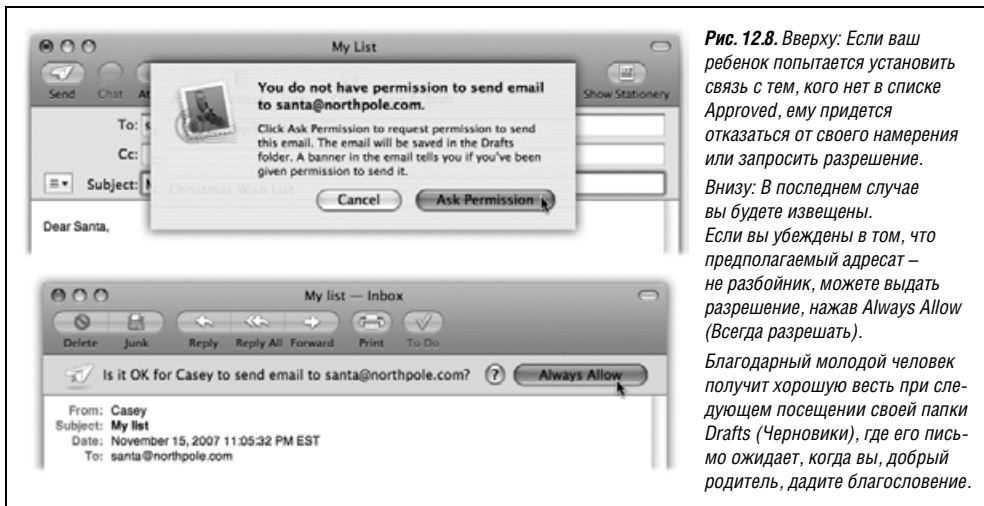 My List
Send Chat At Show Stationery
You do not have permission to send email
to santa@northpole.com.
Click Ask Permission to request permission to send
this email. The email will be saved in the Drafts
folder. A banner in the email tells you if you've been
given permission to send it.
Cancel Ask Permission
To:
Cc:
Subject:
Christmas Wish List
Dear Santa,
My list — Inbox
Delete Junk Reply Reply All Forward Print To Do
Is it OK for Casey to send email to santa@northpole.com? ? Always Allow
From: Casey
Subject: My list
Date: November 15, 2007 11:05:32 PM EST
To: santa@northpole.com
Рис. 12.8. Вверху: Если ваш
ребенок попытается установить
связь с тем, кого нет в списке
Approved, ему придется
отказаться от своего намерения
или запросить разрешение.
Внизу: В последнем случае
вы будете извещены.
Если вы убеждены в том, что
предполагаемый адресат –
не разбойник, можете выдать
разрешение, нажав Always Allow
(Всегда разрешать).
Благодарный молодой человек
получит хорошую весть при сле-
дующем посещении своей папки
Drafts (Черновики), где его пись-
мо ожидает, когда вы, добрый
родитель, дадите благословение.